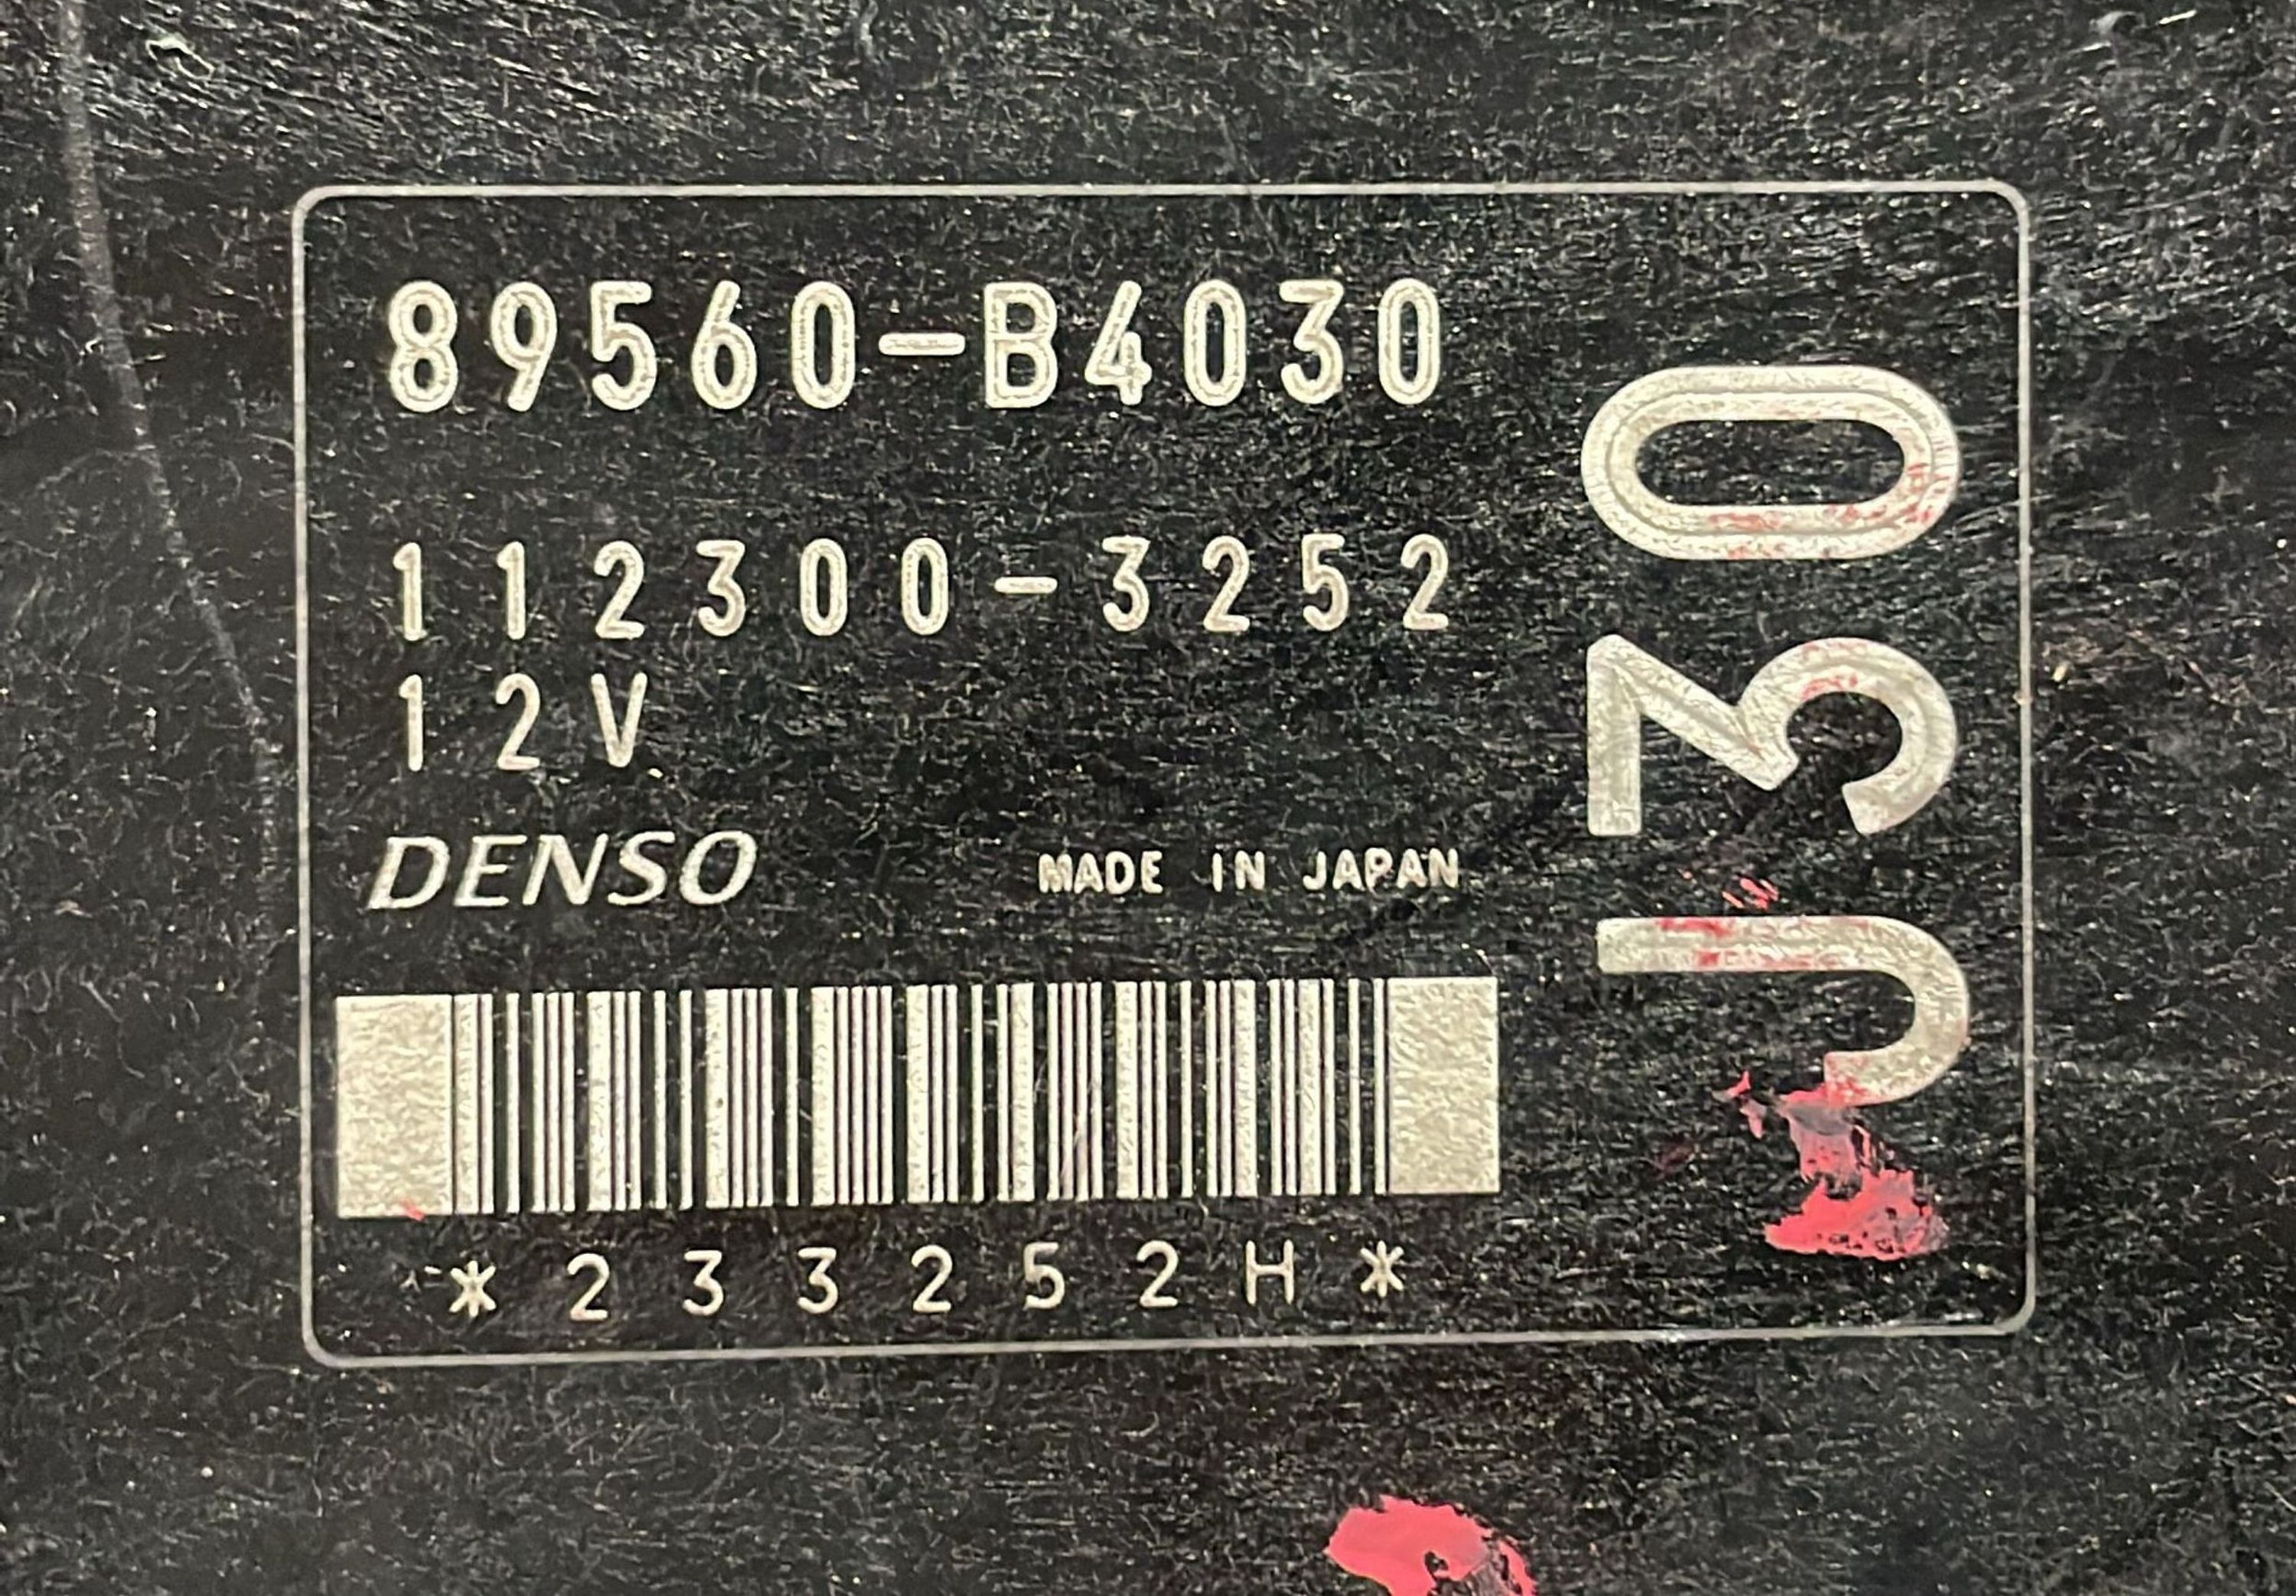 89560-B4030
112300-3252
12V
DENSO MADE IN JAPAN
*233252H*
J30